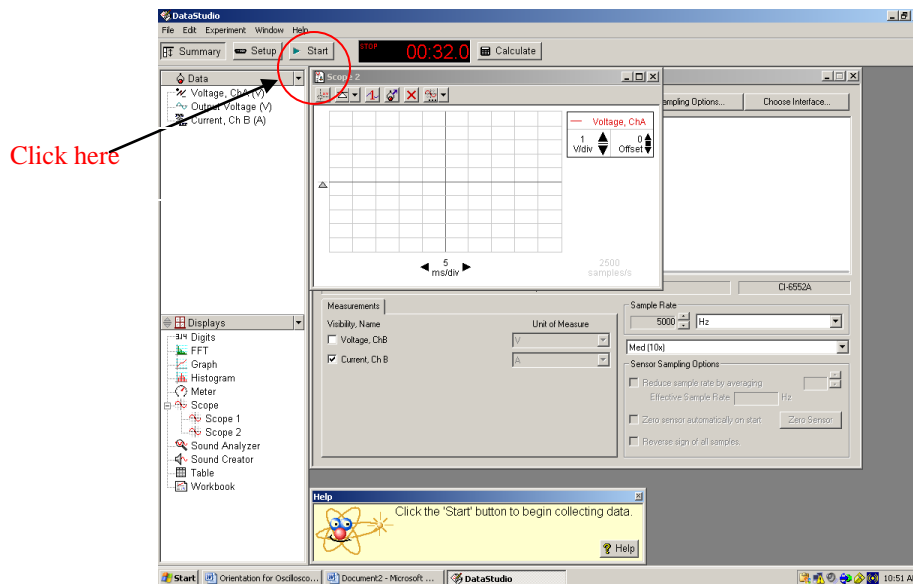 DataStudio
File Edit Experiment Window Help
Summary Setup Start STOP 00:32.0 Calculate
Data
Voltage, ChA (V)
Output Voltage (V)
Current, Ch B (A)
Click here
Scope 2
Voltage, ChA
1 V/div 0 Offset
5 ms/div
2500 samples/s
ampling Options... Choose Interface...
CI-6552A
Measurements
Visibility, Name Unit of Measure
Voltage, ChB V
Current, Ch B A
Sample Rate
5000 Hz
Med (10x)
Sensor Sampling Options
Reduce sample rate by averaging
Effective Sample Rate Hz
Zero sensor automatically on start Zero Sensor
Reverse sign of all samples.
Displays
3.14 Digits
FFT
Graph
Histogram
Meter
Scope
Scope 1
Scope 2
Sound Analyzer
Sound Creator
Table
Workbook
Help
Click the 'Start' button to begin collecting data.
Help
Start Orientation for Oscillosco... Document2 - Microsoft ... DataStudio 10:51 A